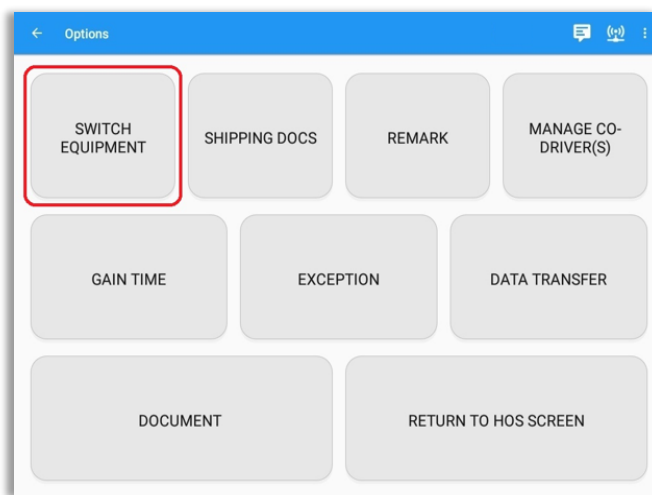 Options
SWITCH
EQUIPMENT
SHIPPING DOCS
REMARK
MANAGE CO-
DRIVER(S)
GAIN TIME
EXCEPTION
DATA TRANSFER
DOCUMENT
RETURN TO HOS SCREEN